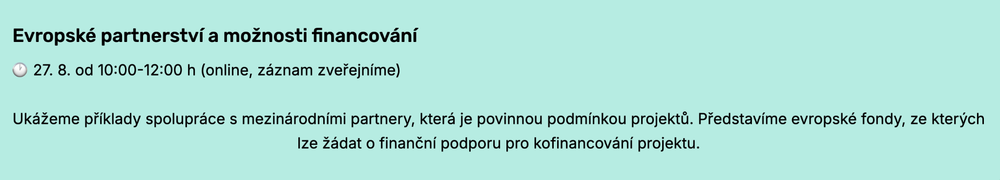 Evropské partnerství a možnosti financování
🕐 27. 8. od 10:00-12:00 h (online, záznam zveřejníme)
Ukážeme příklady spolupráce s mezinárodními partnery, která je povinnou podmínkou projektů. Představíme evropské fondy, ze kterých
lze žádat o finanční podporu pro kofinancování projektu.